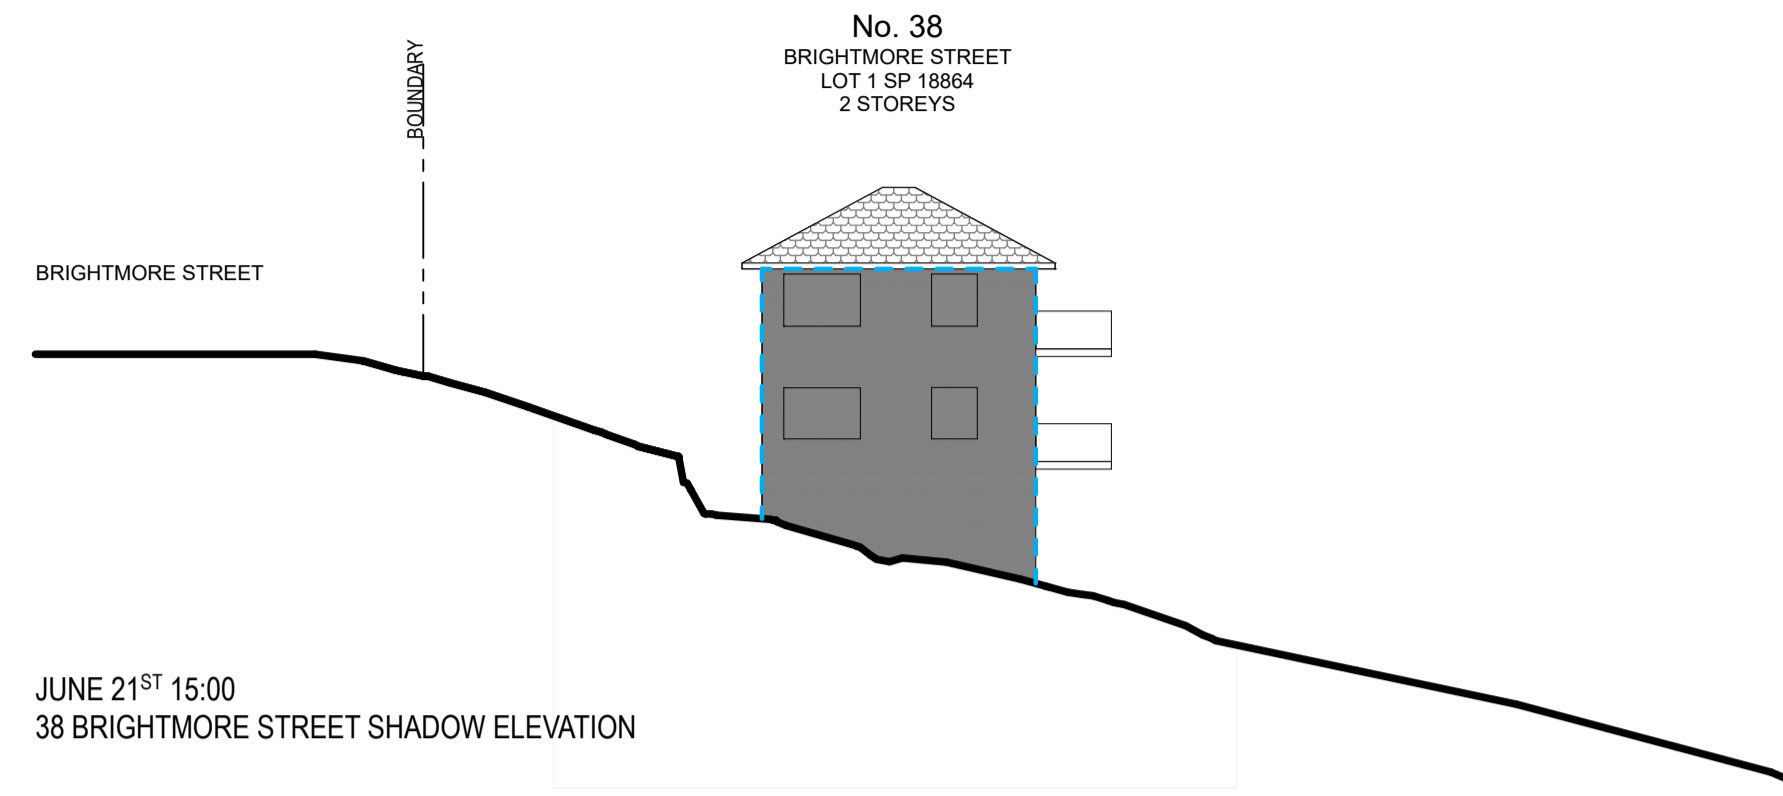 No. 38
BRIGHTMORE STREET
LOT 1 SP 18864
2 STOREYS
BOUNDARY
BRIGHTMORE STREET
JUNE 21ST 15:00
38 BRIGHTMORE STREET SHADOW ELEVATION